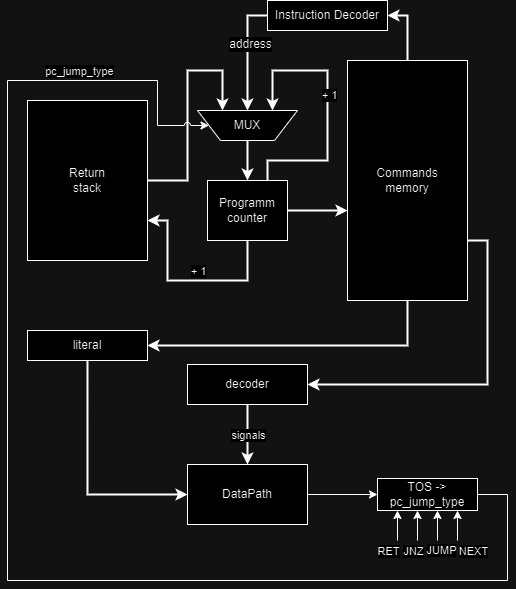 Instruction Decoder
address
pc_jump_type
+ 1
MUX
Return
stack
Commands
memory
Programm
counter
+ 1
literal
decoder
signals
DataPath
TOS ->
pc_jump_type
RET JNZ JUMP NEXT